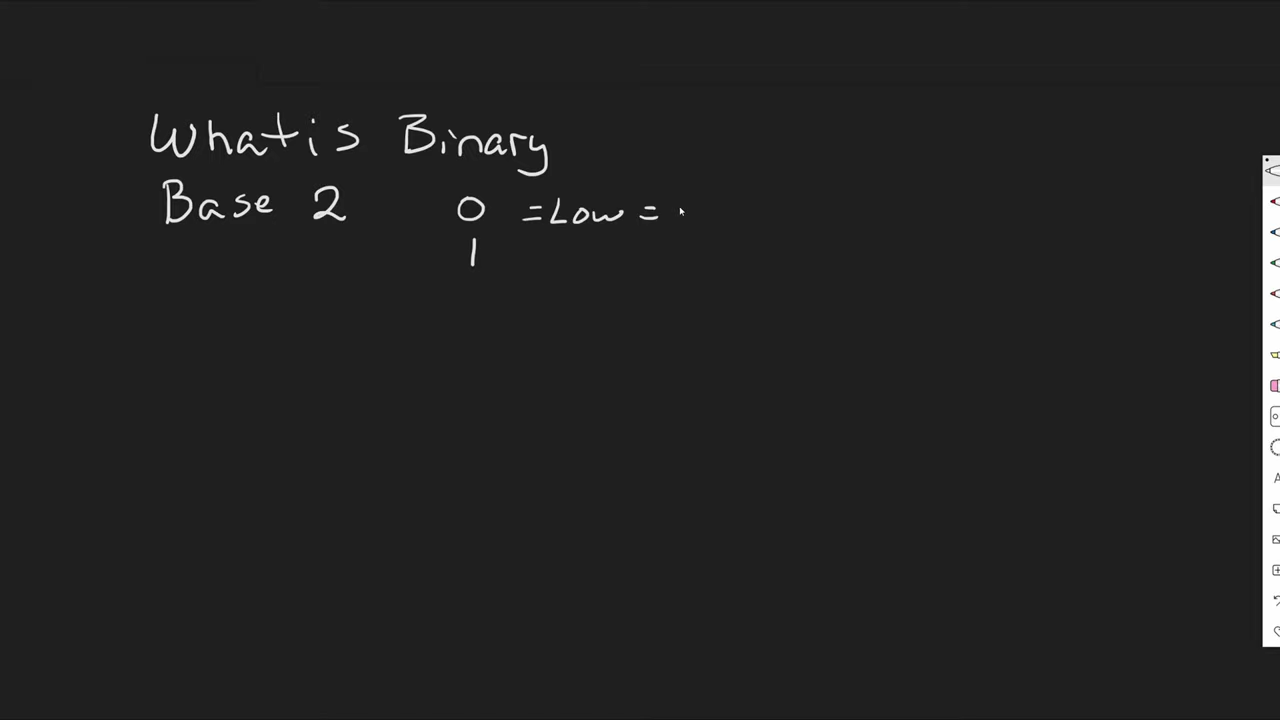 What is Binary
Base 2 0 = Low =
1